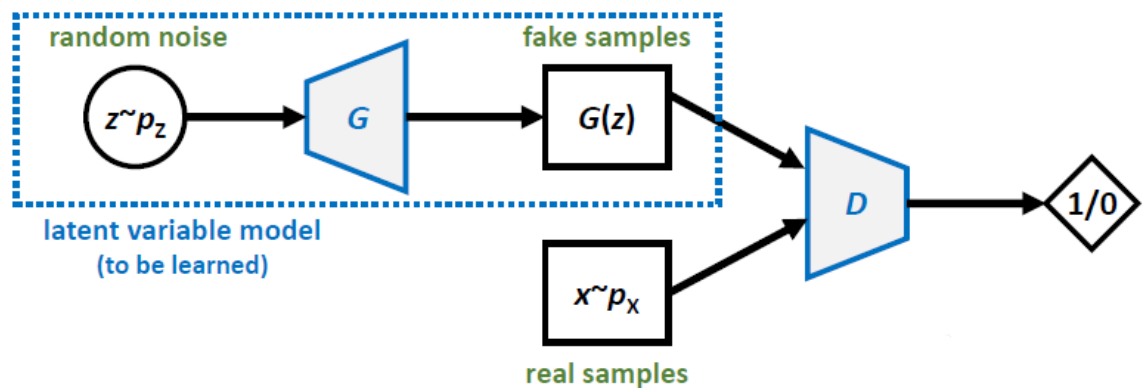 random noise
fake samples
z~pZ
G
G(z)
D
1/0
latent variable model
(to be learned)
x~pX
real samples